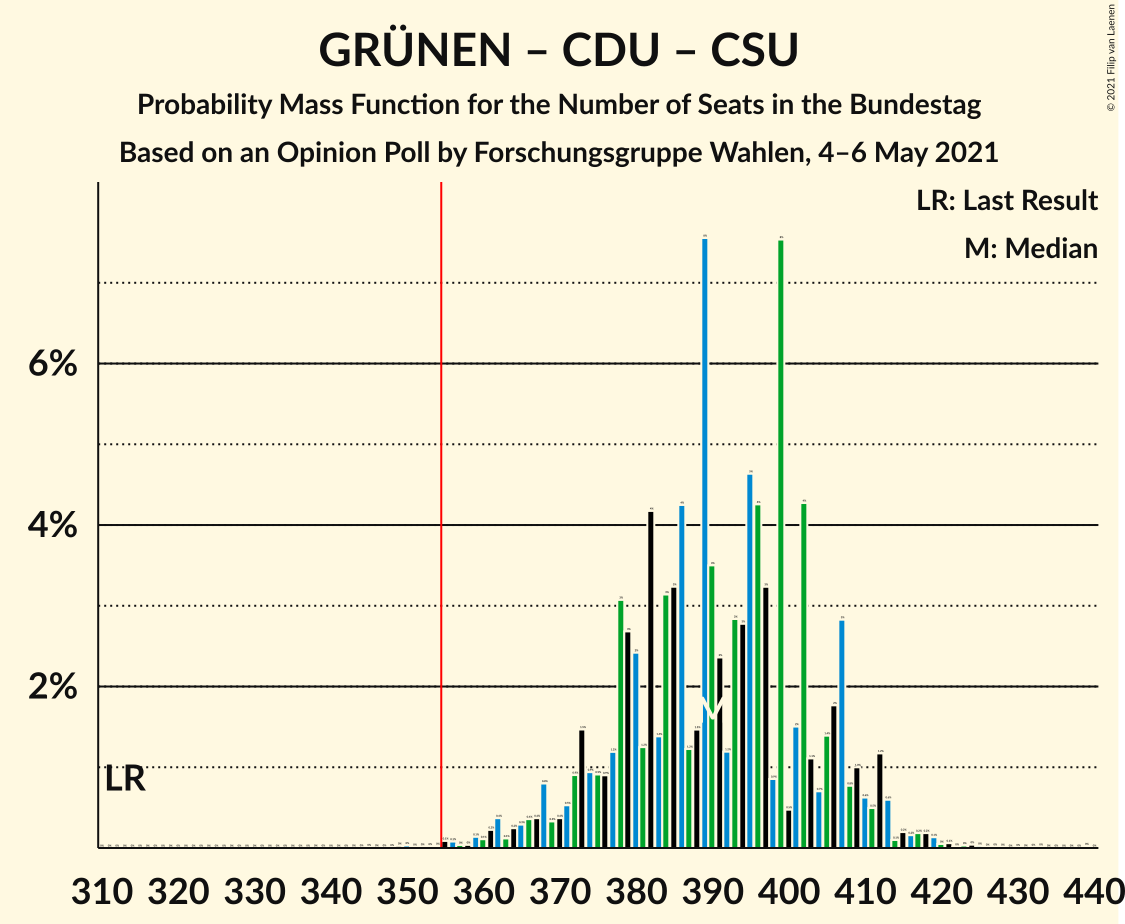 GRÜNEN – CDU – CSU
Probability Mass Function for the Number of Seats in the Bundestag
Based on an Opinion Poll by Forschungsgruppe Wahlen, 4–6 May 2021
© 2021 Filip van Laenen
LR: Last Result
M: Median
6%
4%
2%
LR
M
310 320 330 340 350 360 370 380 390 400 410 420 430 440